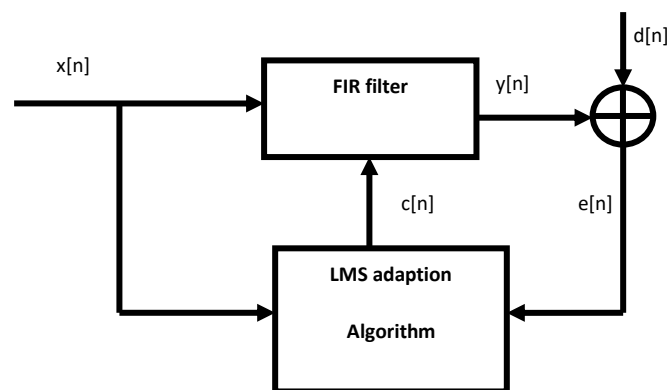 d[n]
x[n]
FIR filter
y[n]
c[n]
e[n]
LMS adaption
Algorithm